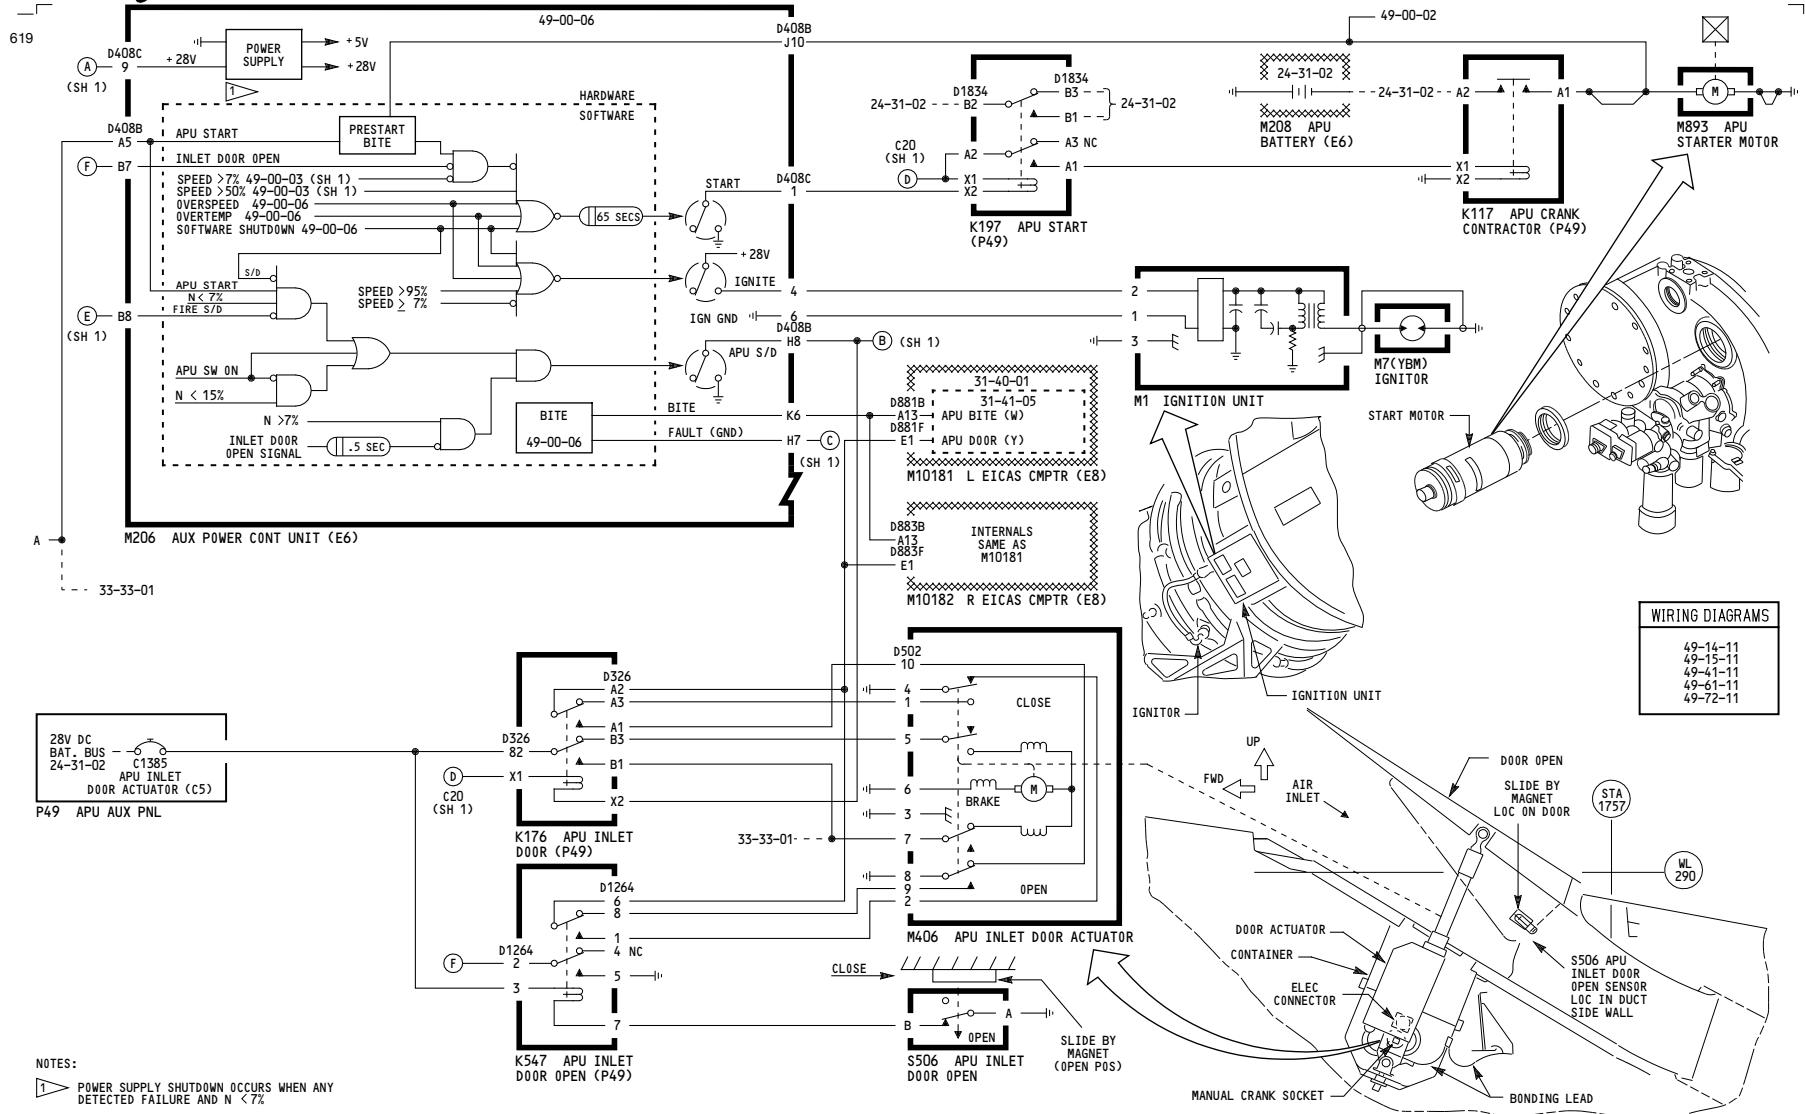 619
49-00-06
D408C
A
9
(SH 1)
+28V
POWER
SUPPLY
+5V
+28V
1
D408B
J10
49-00-02
HARDWARE
SOFTWARE
D408B
A5
APU START
PRESTART
BITE
F
B7
INLET DOOR OPEN
SPEED >7% 49-00-03 (SH 1)
SPEED >50% 49-00-03 (SH 1)
OVERSPEED 49-00-06
OVERTEMP 49-00-06
SOFTWARE SHUTDOWN 49-00-06
65 SECS
START
D408C
1
S/D
APU START
N < 7%
FIRE S/D
E
B8
(SH 1)
SPEED >95%
SPEED ≥ 7%
+28V
IGNITE
4
IGN GND
6
D408B
H8
APU S/D
B
(SH 1)
APU SW ON
N < 15%
N >7%
INLET DOOR
OPEN SIGNAL
.5 SEC
BITE
49-00-06
BITE
K6
FAULT (GND)
H7
C
(SH 1)
M206 AUX POWER CONT UNIT (E6)
A
33-33-01
24-31-02
D1834
B2
D1834
B3
B1
24-31-02
C20
(SH 1)
D
A2
A3 NC
A1
X1
X2
K197 APU START
(P49)
24-31-02
M208 APU
BATTERY (E6)
24-31-02
A2
A1
X1
X2
K117 APU CRANK
CONTRACTOR (P49)
M
M893 APU
STARTER MOTOR
2
1
3
M1 IGNITION UNIT
M7(YBM)
IGNITOR
31-40-01
31-41-05
D881B
A13
APU BITE (W)
D881F
E1
APU DOOR (Y)
M10181 L EICAS CMPTR (E8)
D883B
A13
D883F
E1
INTERNALS
SAME AS
M10181
M10182 R EICAS CMPTR (E8)
START MOTOR
IGNITOR
IGNITION UNIT
WIRING DIAGRAMS
49-14-11
49-15-11
49-41-11
49-61-11
49-72-11
28V DC
BAT. BUS
24-31-02
C1385
APU INLET
DOOR ACTUATOR (C5)
P49 APU AUX PNL
D326
A2
A3
A1
D326
82
B3
B1
D
X1
C20
(SH 1)
X2
K176 APU INLET
DOOR (P49)
33-33-01
D1264
6
8
1
D1264
F
2
4 NC
5
3
7
K547 APU INLET
DOOR OPEN (P49)
D502
10
4
1
CLOSE
5
6
BRAKE
M
3
7
8
9
OPEN
2
M406 APU INLET DOOR ACTUATOR
CLOSE
B
A
OPEN
S506 APU INLET
DOOR OPEN
SLIDE BY
MAGNET
(OPEN POS)
UP
FWD
AIR
INLET
DOOR OPEN
SLIDE BY
MAGNET
LOC ON DOOR
STA
1757
WL
290
DOOR ACTUATOR
CONTAINER
ELEC
CONNECTOR
S506 APU
INLET DOOR
OPEN SENSOR
LOC IN DUCT
SIDE WALL
MANUAL CRANK SOCKET
BONDING LEAD
NOTES:
1
POWER SUPPLY SHUTDOWN OCCURS WHEN ANY
DETECTED FAILURE AND N <7%